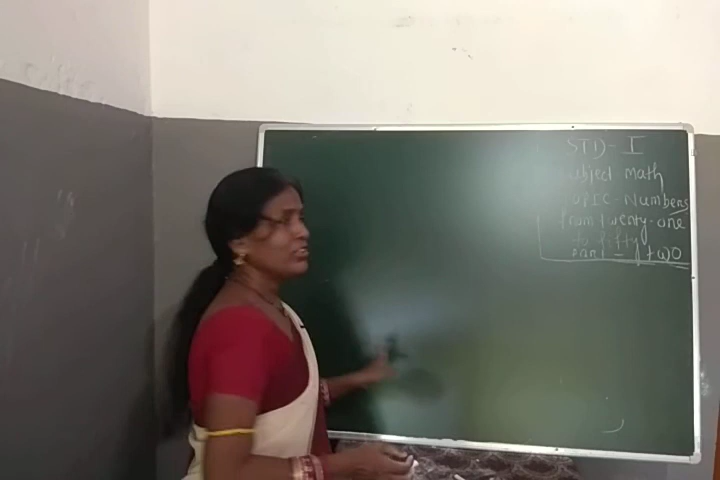 STD - I
Subject math
Topic - Numbers
from Twenty-one
to fifty
part - two